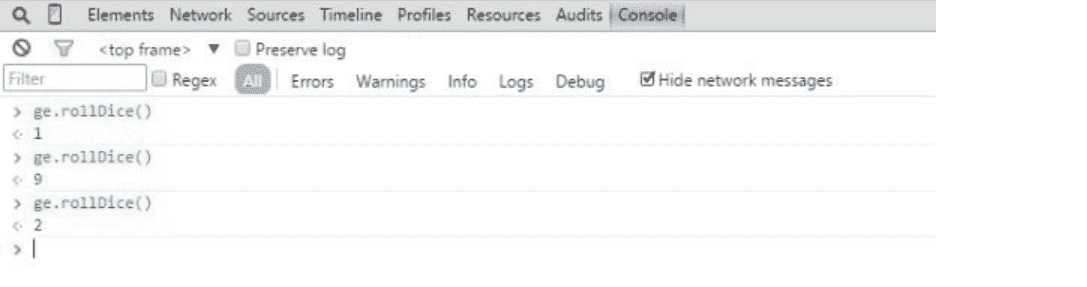 Elements Network Sources Timeline Profiles Resources Audits Console
<top frame> ▼ Preserve log
Filter Regex All Errors Warnings Info Logs Debug Hide network messages
> ge.rollDice()
<· 1
> ge.rollDice()
<· 9
> ge.rollDice()
<· 2
>